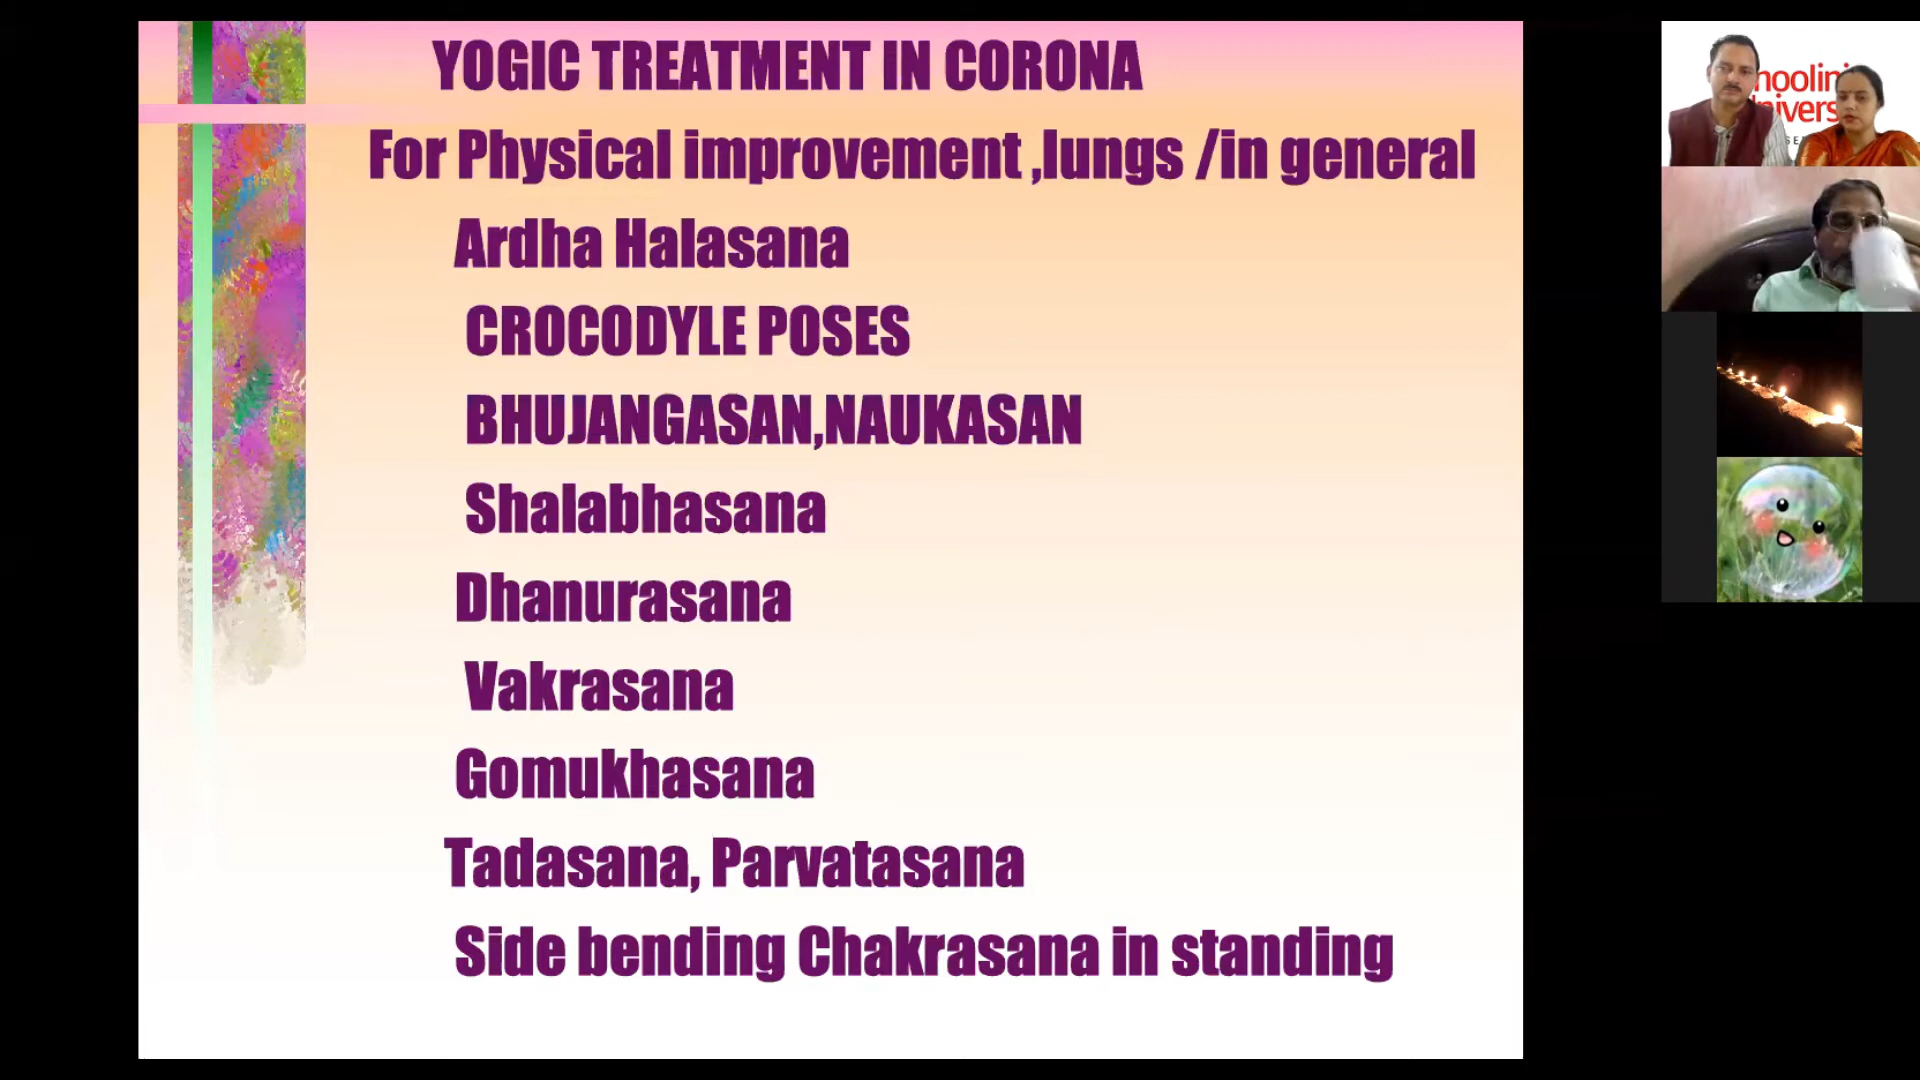 YOGIC TREATMENT IN CORONA
For Physical improvement ,lungs /in general
Ardha Halasana
CROCODYLE POSES
BHUJANGASAN,NAUKASAN
Shalabhasana
Dhanurasana
Vakrasana
Gomukhasana
Tadasana, Parvatasana
Side bending Chakrasana in standing